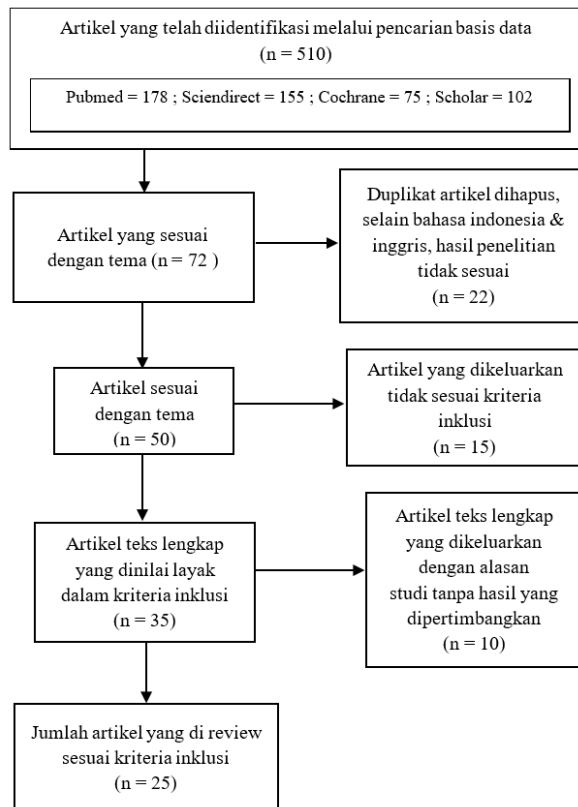 Artikel yang telah diidentifikasi melalui pencarian basis data
(n = 510)
Pubmed = 178 ; Sciendirect = 155 ; Cochrane = 75 ; Scholar = 102
Artikel yang sesuai
dengan tema (n = 72 )
Duplikat artikel dihapus,
selain bahasa indonesia &
inggris, hasil penelitian
tidak sesuai
(n = 22)
Artikel sesuai
dengan tema
(n = 50)
Artikel yang dikeluarkan
tidak sesuai kriteria
inklusi
(n = 15)
Artikel teks lengkap
yang dinilai layak
dalam kriteria inklusi
(n = 35)
Artikel teks lengkap
yang dikeluarkan
dengan alasan
studi tanpa hasil yang
dipertimbangkan
(n = 10)
Jumlah artikel yang di review
sesuai kriteria inklusi
(n = 25)